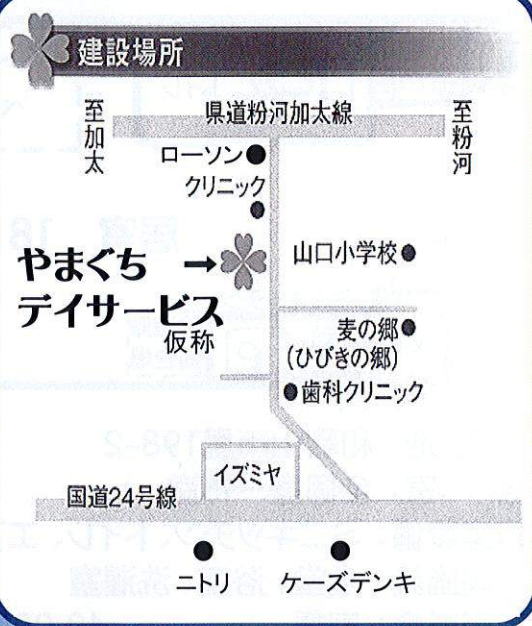 建設場所
県道粉河加太線
至加太
至粉河
ローソン
クリニック
山口小学校
やまぐち →
デイサービス
仮称
麦の郷
(ひびきの郷)
歯科クリニック
イズミヤ
国道24号線
ニトリ
ケーズデンキ